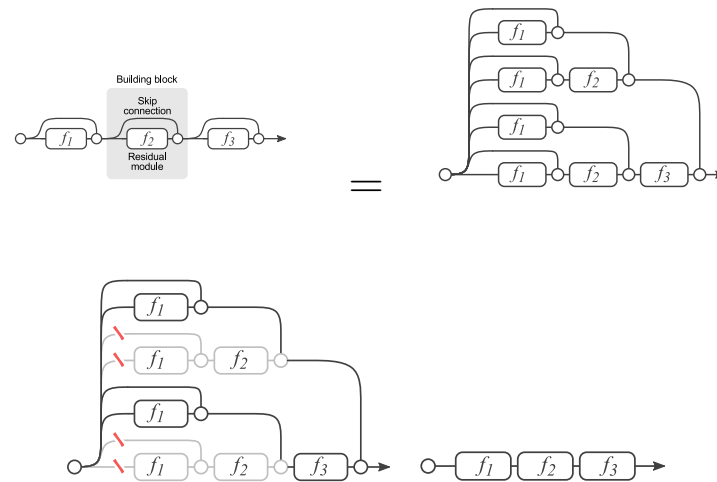 Building block
Skip
connection
f1 f2 f3
Residual
module
=
f1
f1 f2
f1
f1 f2 f3
f1
f1 f2
f1
f1 f2 f3
f1 f2 f3